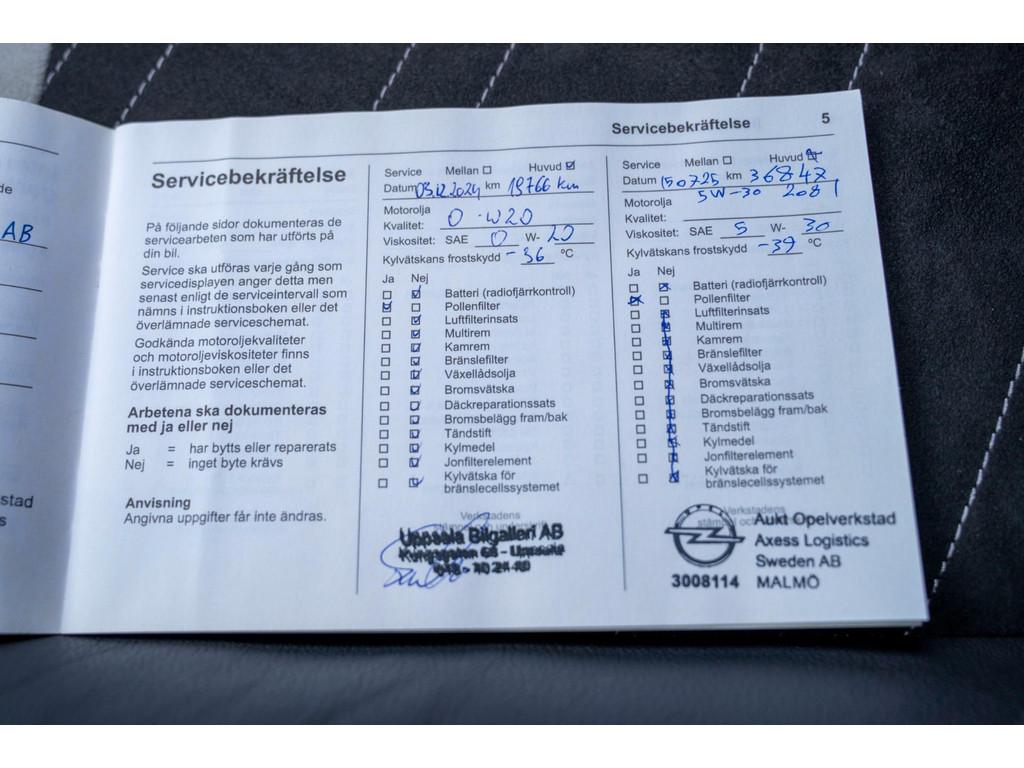 de
AB
stad
s
Servicebekräftelse
På följande sidor dokumenteras de
servicearbeten som har utförts på
din bil.
Service ska utföras varje gång som
servicedisplayen anger detta men
senast enligt de serviceintervall som
nämns i instruktionsboken eller det
överlämnade serviceschemat.
Godkända motoroljekvaliteter
och motoroljeviskositeter finns
i instruktionsboken eller det
överlämnade serviceschemat.
Arbetena ska dokumenteras
med ja eller nej
Ja = har bytts eller reparerats
Nej = inget byte krävs
Anvisning
Angivna uppgifter får inte ändras.
Servicebekräftelse 5
Service Mellan Huvud
Datum 03.12.2024 km 19766 km
Motorolja
Kvalitet: 0-W20
Viskositet: SAE 0 W- 20
Kylvätskans frostskydd -36 °C
Ja Nej
Batteri (radiofjärrkontroll)
Pollenfilter
Luftfilterinsats
Multirem
Kamrem
Bränslefilter
Växellådsolja
Bromsvätska
Däckreparationssats
Bromsbelägg fram/bak
Tändstift
Kylmedel
Jonfilterelement
Kylvätska för
bränslecellssystemet
Verkstadens
Uppsala Bilgalleri AB
Service Mellan Huvud
Datum 150725 km 36847
Motorolja 5W-30 2081
Kvalitet:
Viskositet: SAE 5 W- 30
Kylvätskans frostskydd -39 °C
Ja Nej
Batteri (radiofjärrkontroll)
Pollenfilter
Luftfilterinsats
Multirem
Kamrem
Bränslefilter
Växellådsolja
Bromsvätska
Däckreparationssats
Bromsbelägg fram/bak
Tändstift
Kylmedel
Jonfilterelement
Kylvätska för
bränslecellssystemet
Verkstadens
Aukt Opelverkstad
Axess Logistics
Sweden AB
3008114 MALMÖ